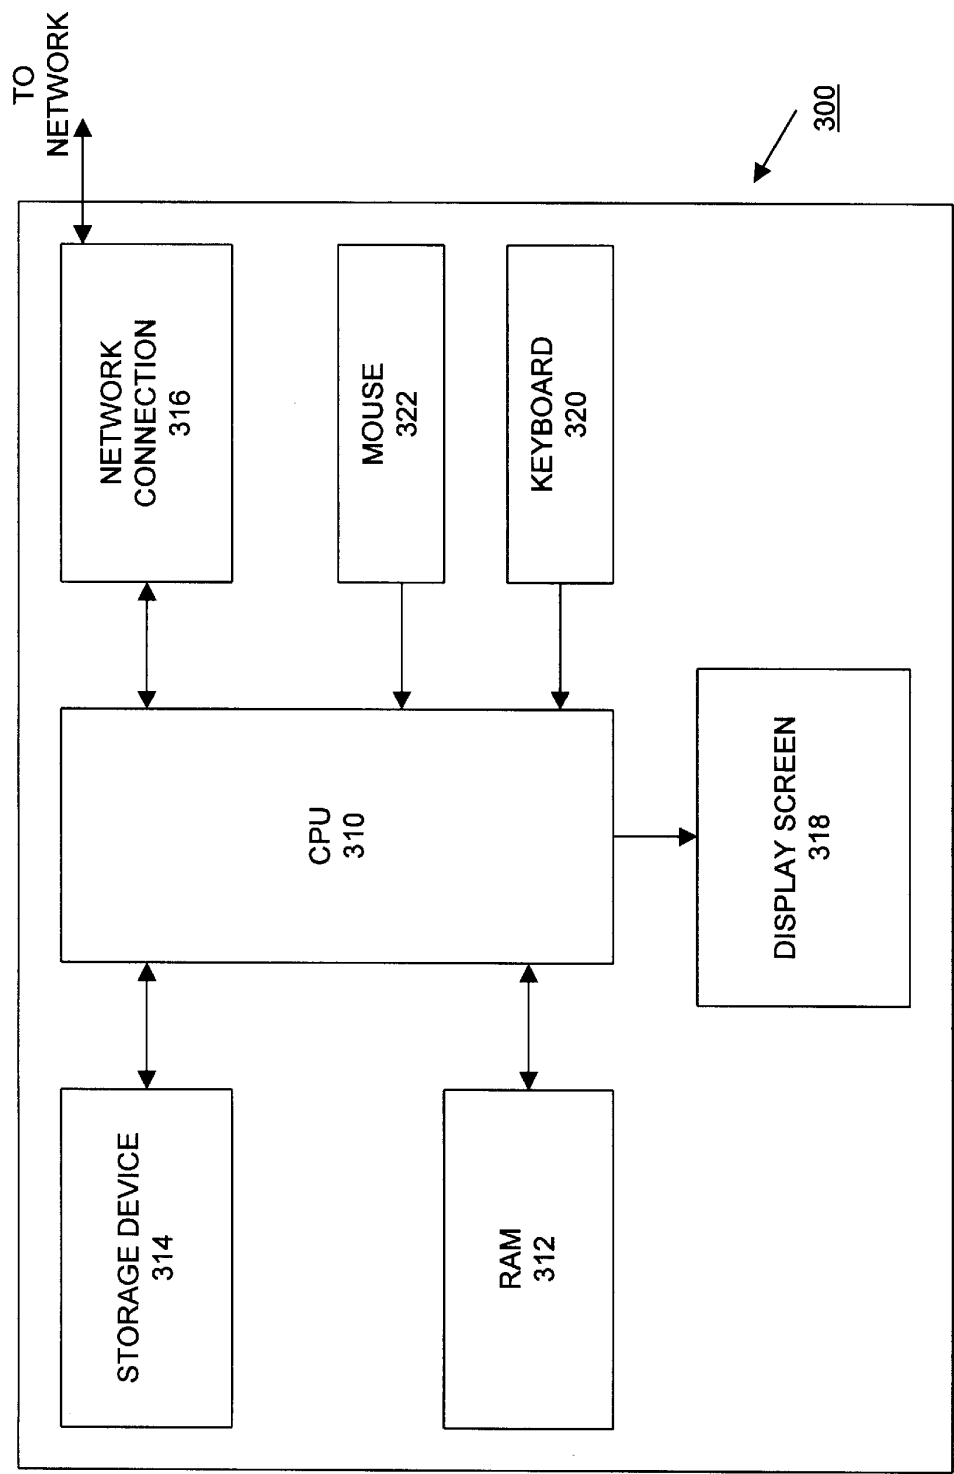 TO
NETWORK
STORAGE DEVICE
314
CPU
310
NETWORK
CONNECTION
316
MOUSE
322
RAM
312
KEYBOARD
320
DISPLAY SCREEN
318
300